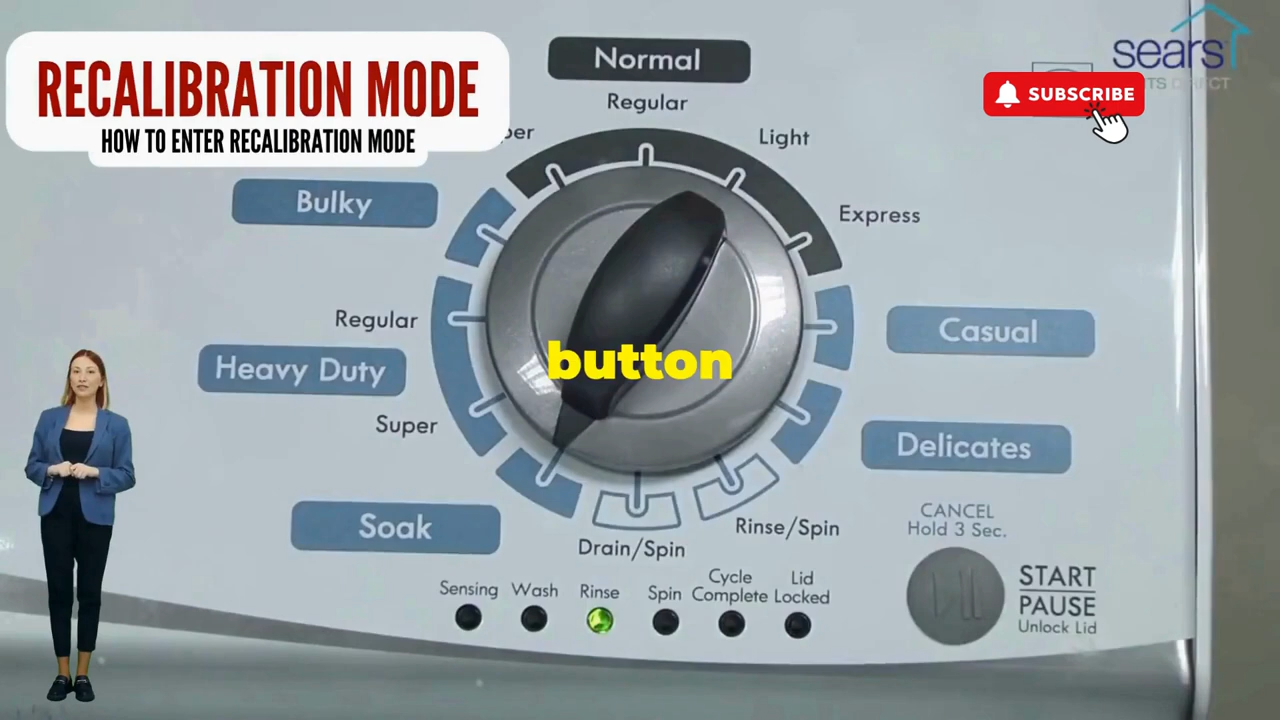 RECALIBRATION MODE
HOW TO ENTER RECALIBRATION MODE
sears
SUBSCRIBE
Normal
Regular
Light
Express
Bulky
Regular
Heavy Duty
Super
button
Casual
Delicates
Soak
Drain/Spin
Rinse/Spin
CANCEL
Hold 3 Sec.
START
PAUSE
Unlock Lid
Sensing
Wash
Rinse
Spin
Cycle
Complete
Lid
Locked